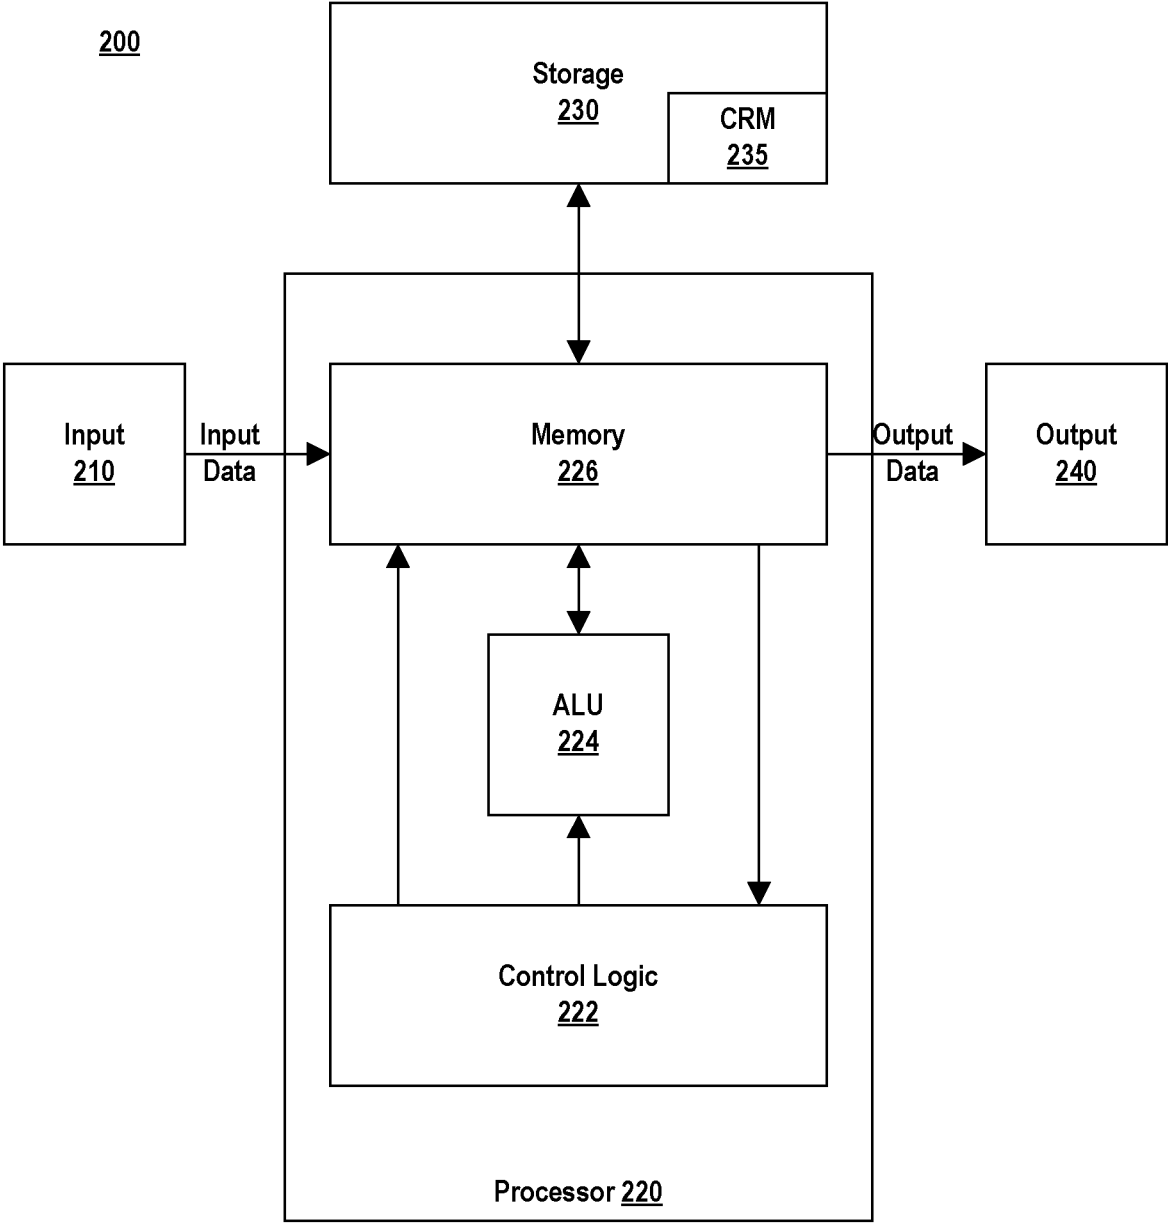 200
Storage
230
CRM
235
Input
210
Input
Data
Memory
226
Output
Data
Output
240
ALU
224
Control Logic
222
Processor 220